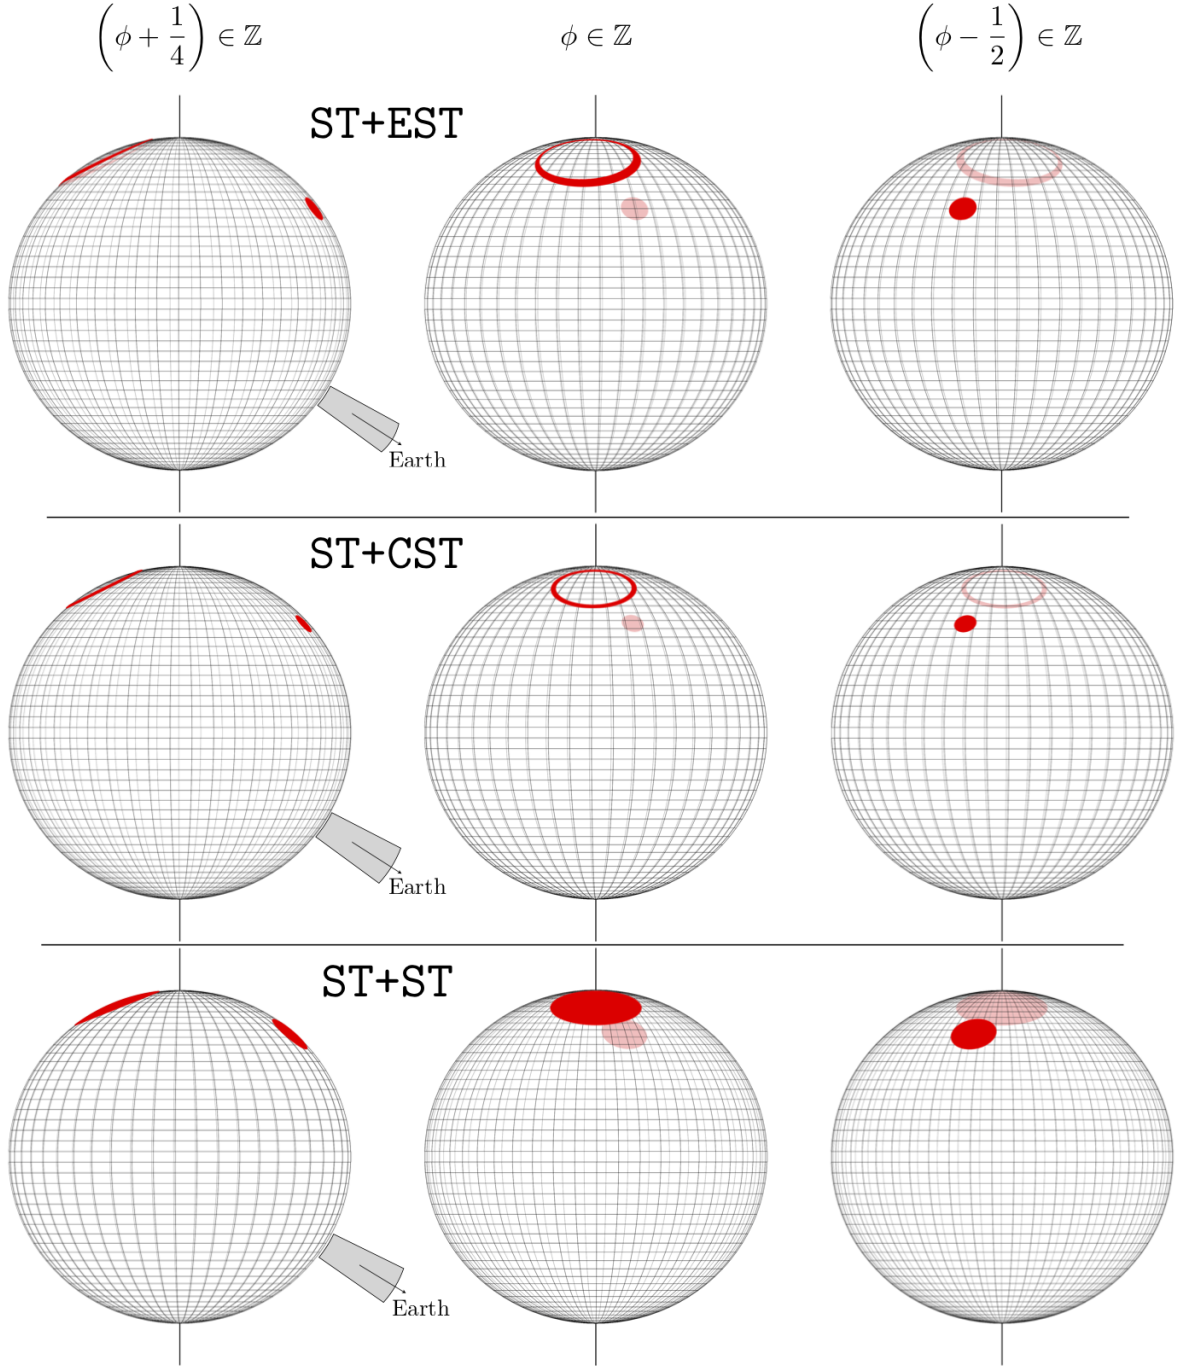 (ϕ + 1/4) ∈ ℤ
ϕ ∈ ℤ
(ϕ − 1/2) ∈ ℤ
ST+EST
Earth
ST+CST
Earth
ST+ST
Earth